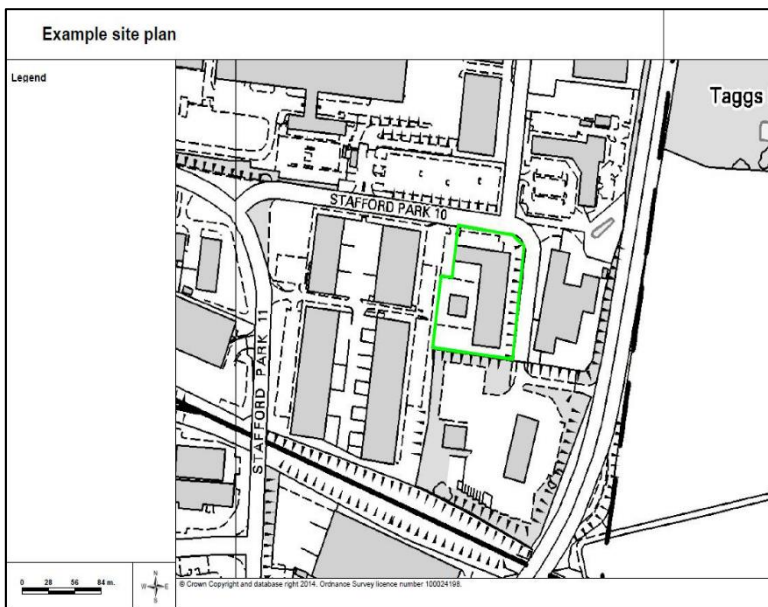 Example site plan
Legend
Taggs
STAFFORD PARK 10
STAFFORD PARK 11
0 28 56 84 m.
N
W E
S
© Crown Copyright and database right 2014. Ordnance Survey licence number 100024198.